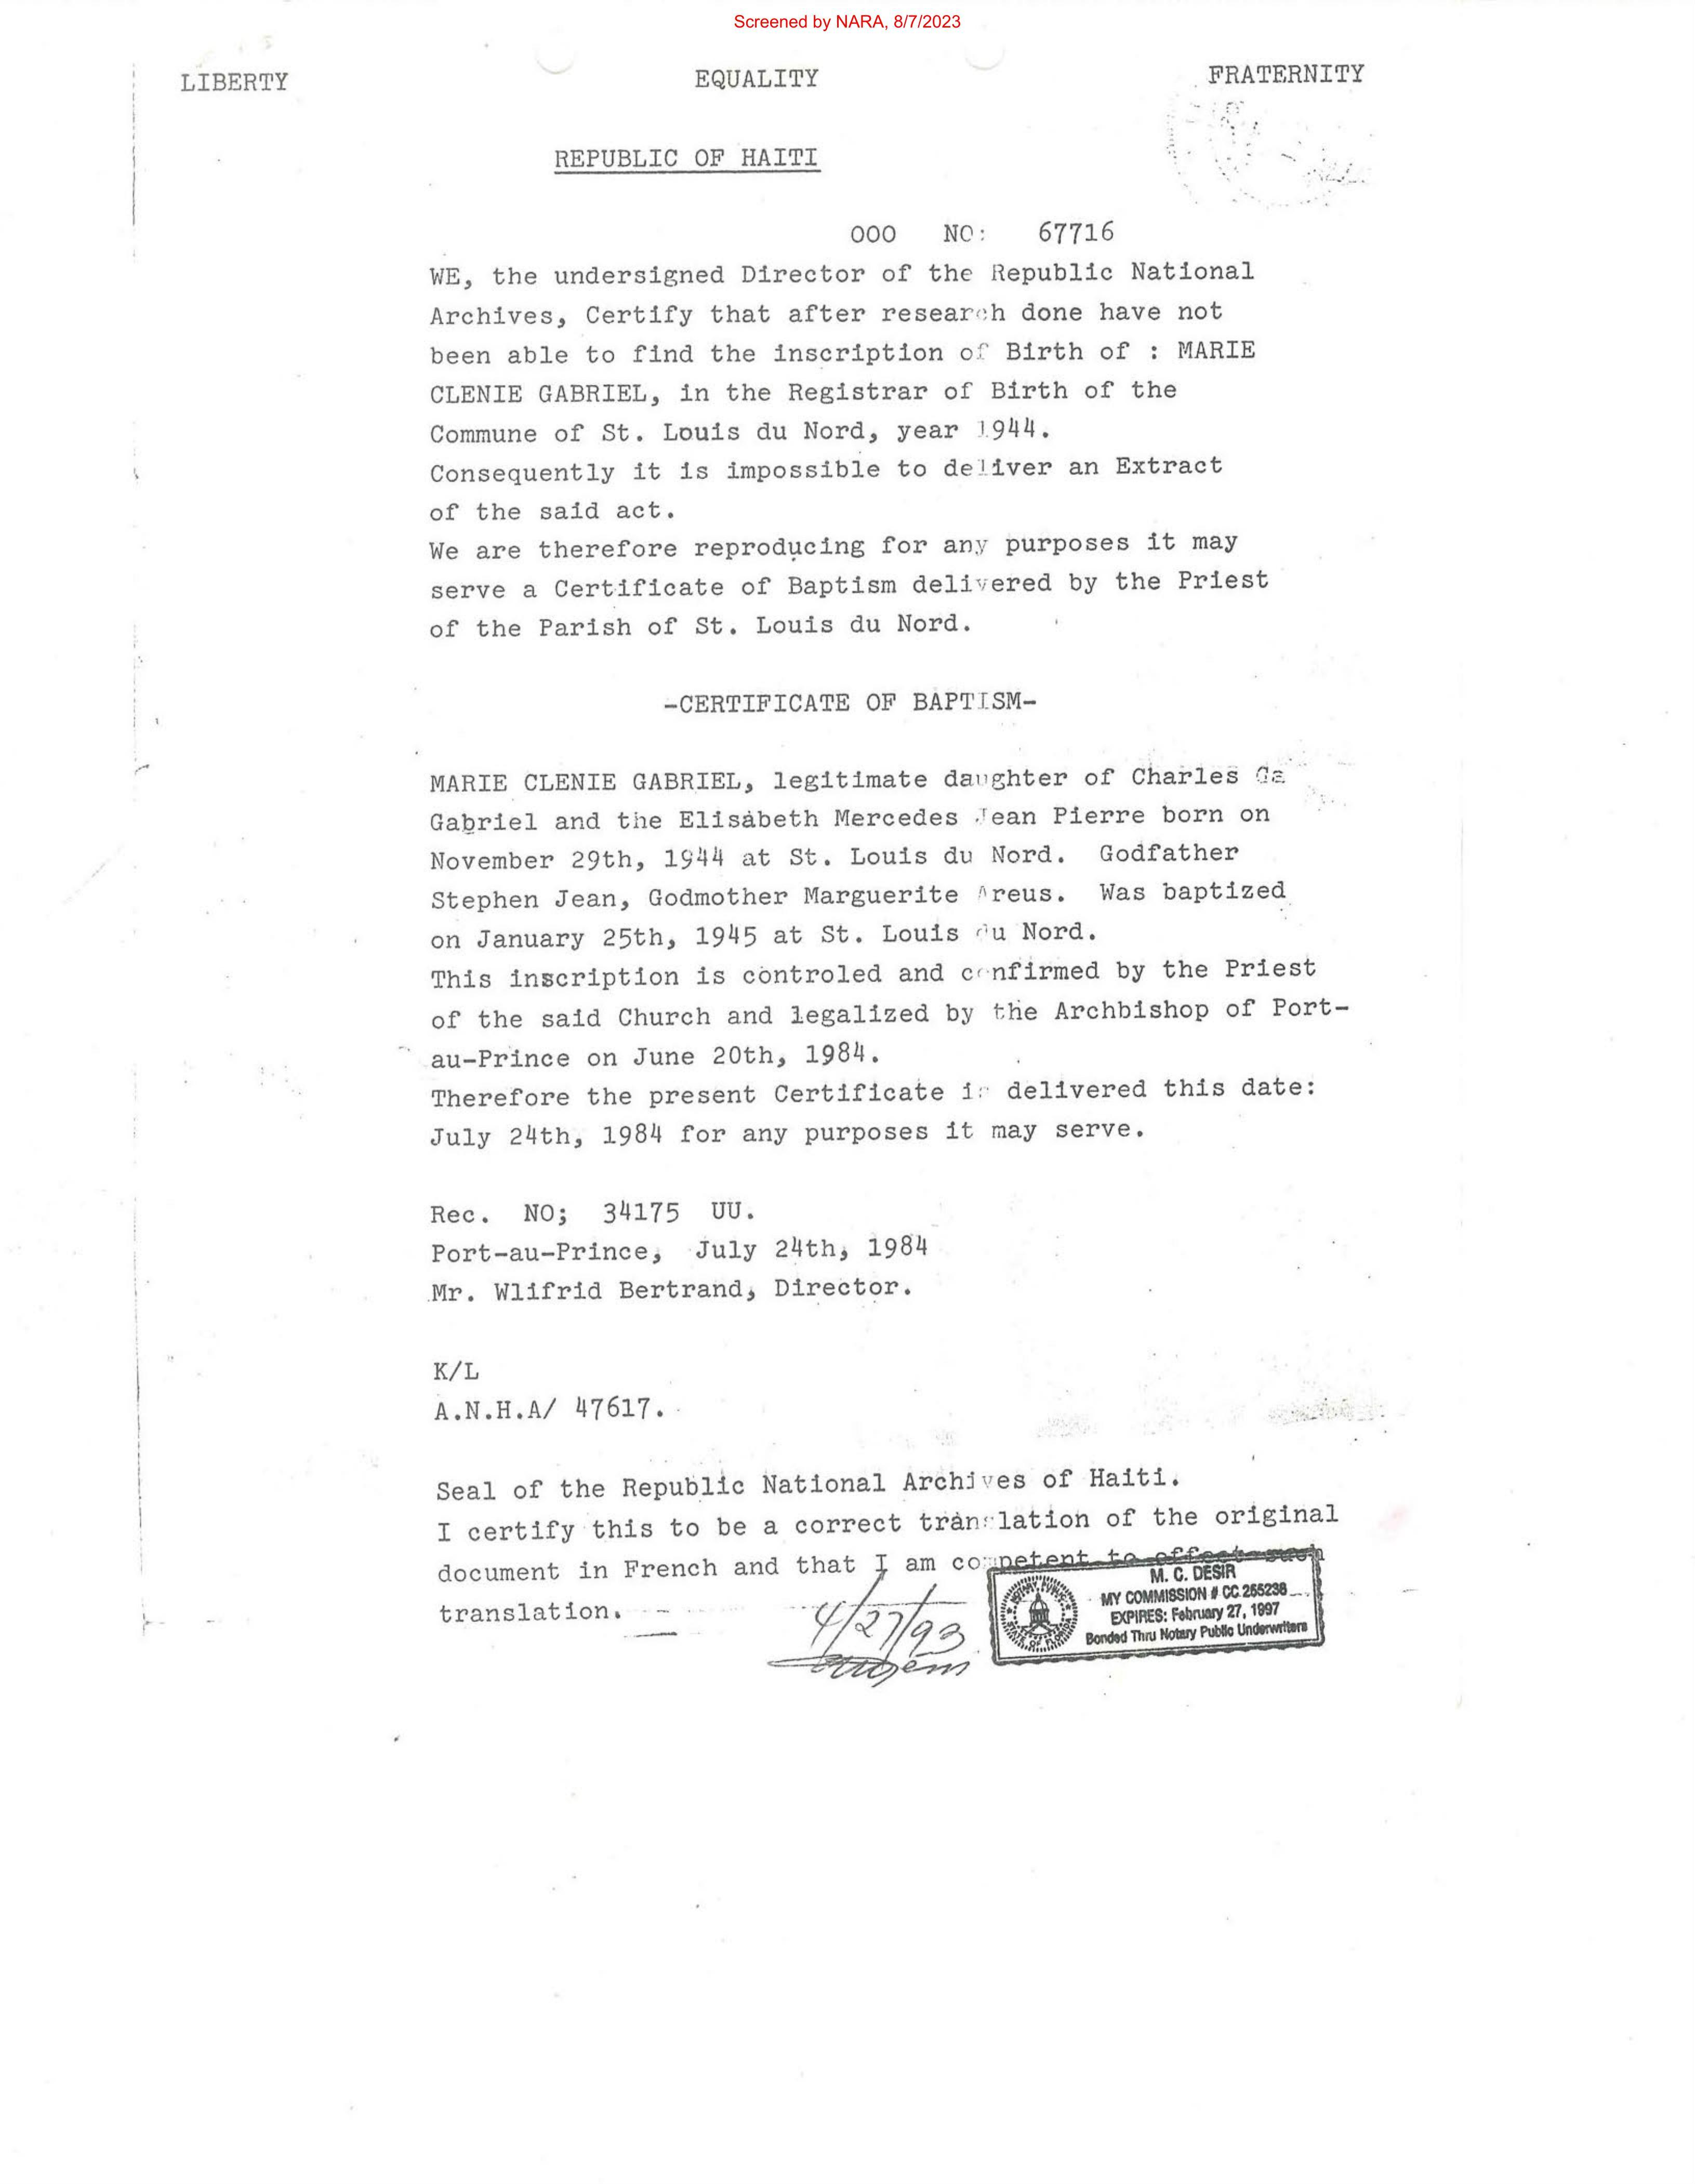 Screened by NARA, 8/7/2023
LIBERTY EQUALITY FRATERNITY
REPUBLIC OF HAITI
OOO NO: 67716
WE, the undersigned Director of the Republic National
Archives, Certify that after research done have not
been able to find the inscription of Birth of : MARIE
CLENIE GABRIEL, in the Registrar of Birth of the
Commune of St. Louis du Nord, year 1944.
Consequently it is impossible to deliver an Extract
of the said act.
We are therefore reproducing for any purposes it may
serve a Certificate of Baptism delivered by the Priest
of the Parish of St. Louis du Nord.
-CERTIFICATE OF BAPTISM-
MARIE CLENIE GABRIEL, legitimate daughter of Charles Ga
Gabriel and the Elisabeth Mercedes Jean Pierre born on
November 29th, 1944 at St. Louis du Nord. Godfather
Stephen Jean, Godmother Marguerite Areus. Was baptized
on January 25th, 1945 at St. Louis du Nord.
This inscription is controled and confirmed by the Priest
of the said Church and legalized by the Archbishop of Port-
au-Prince on June 20th, 1984.
Therefore the present Certificate is delivered this date:
July 24th, 1984 for any purposes it may serve.
Rec. NO; 34175 UU.
Port-au-Prince, July 24th, 1984
Mr. Wlifrid Bertrand, Director.
K/L
A.N.H.A/ 47617.
Seal of the Republic National Archives of Haiti.
I certify this to be a correct translation of the original
document in French and that I am competent to effect such
translation.
4/27/93
M. C. DESIR
MY COMMISSION # CC 255238
EXPIRES: February 27, 1997
Bonded Thru Notary Public Underwriters